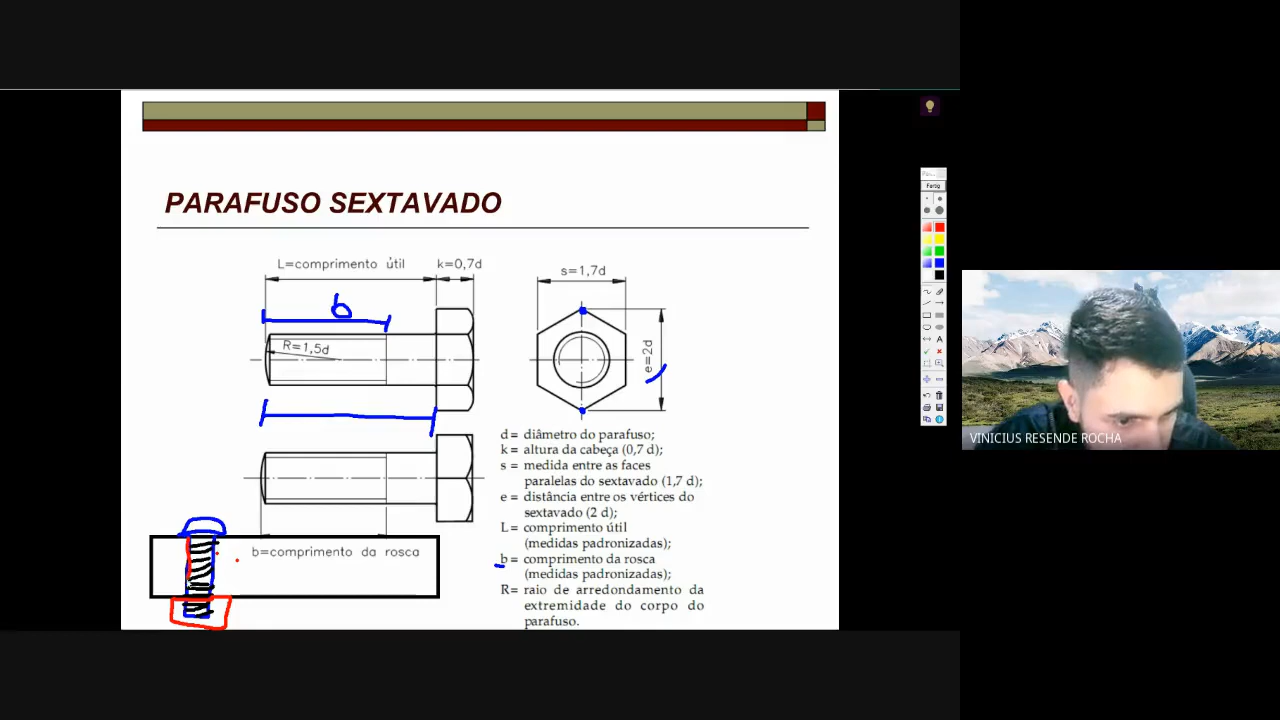 PARAFUSO SEXTAVADO
L=comprimento útil
k=0,7d
s=1,7d
b
R=1,5d
e=2d
b=comprimento da rosca
d = diâmetro do parafuso;
k = altura da cabeça (0,7 d);
s = medida entre as faces
paralelas do sextavado (1,7 d);
e = distância entre os vértices do
sextavado (2 d);
L = comprimento útil
(medidas padronizadas);
b = comprimento da rosca
(medidas padronizadas);
R= raio de arredondamento da
extremidade do corpo do
parafuso.
Fertig
A
VINICIUS RESENDE ROCHA